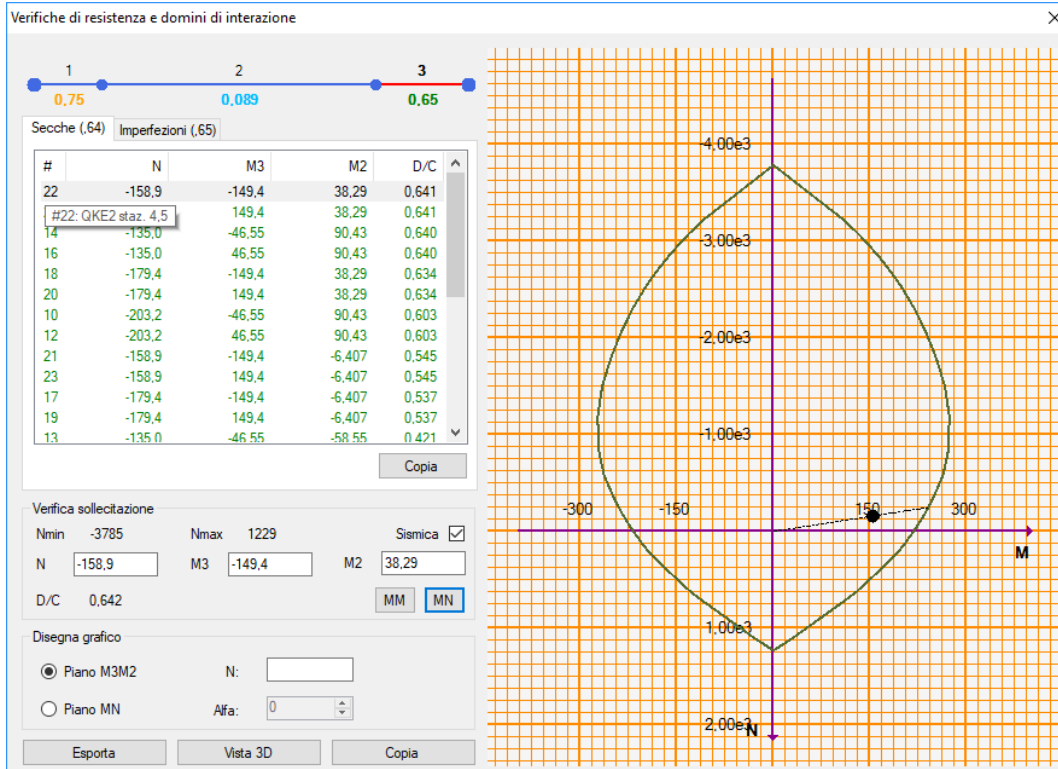 Verifiche di resistenza e domini di interazione
1 2 3
0,75 0,089 0,65
Secche (,64) Imperfezioni (,65)
# N M3 M2 D/C
22 -158,9 -149,4 38,29 0,641
149,4 38,29 0,641
#22: QKE2 staz. 4,5
14 -135,0 -46,55 90,43 0,640
16 -135,0 46,55 90,43 0,640
18 -179,4 -149,4 38,29 0,634
20 -179,4 149,4 38,29 0,634
10 -203,2 -46,55 90,43 0,603
12 -203,2 46,55 90,43 0,603
21 -158,9 -149,4 -6,407 0,545
23 -158,9 149,4 -6,407 0,545
17 -179,4 -149,4 -6,407 0,537
19 -179,4 149,4 -6,407 0,537
13 -135,0 -46,55 -58,55 0,421
Copia
Verifica sollecitazione
Nmin -3785 Nmax 1229 Sismica
N -158,9 M3 -149,4 M2 38,29
D/C 0,642 MM MN
Disegna grafico
Piano M3M2 N:
Piano MN Alfa: 0
Esporta Vista 3D Copia
-4,00e3
-3,00e3
-2,00e3
-1,00e3
-300 -150 150 300
M
1,00e3
2,00e3
N